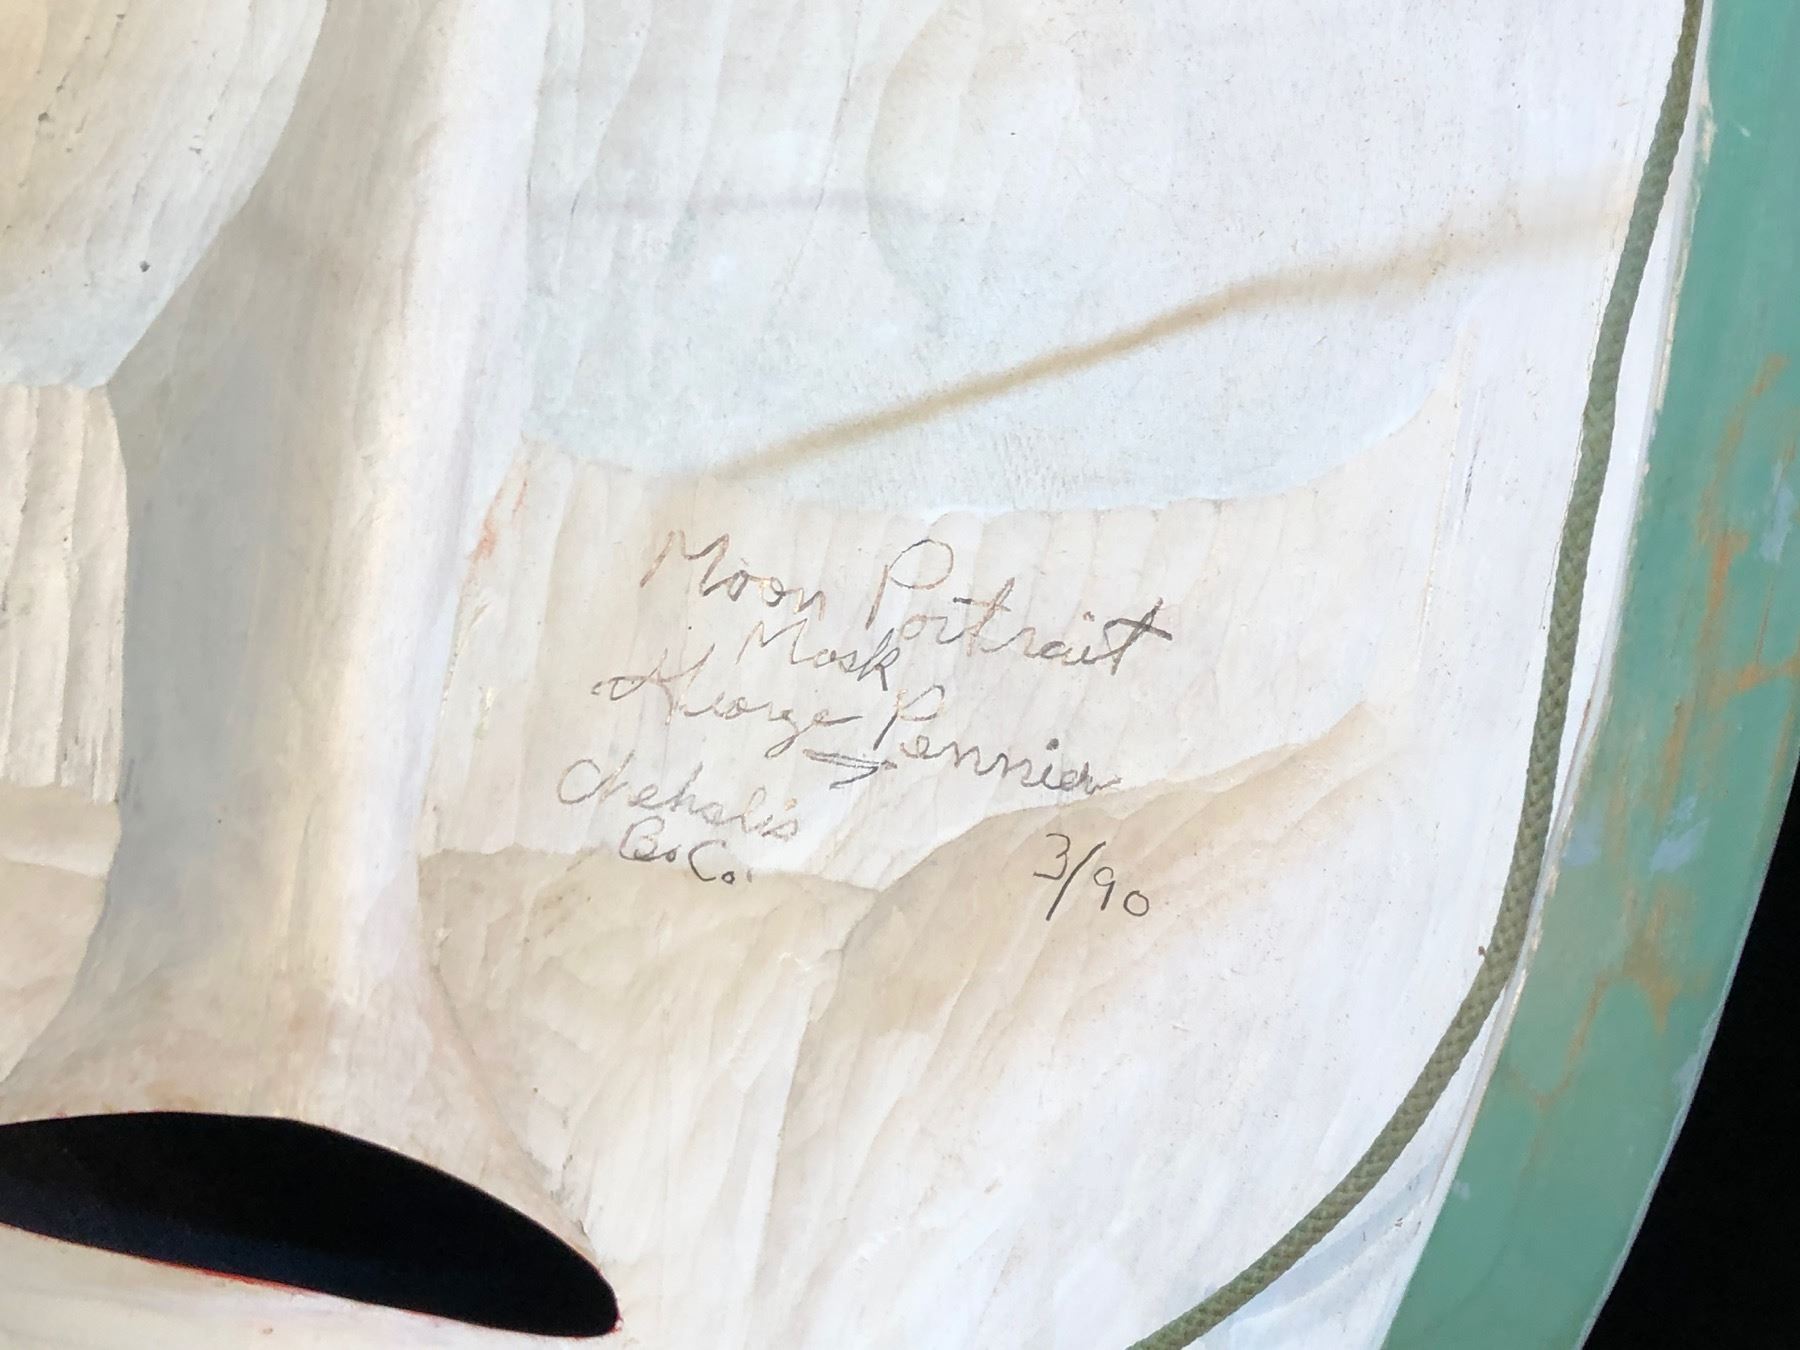 Moon Portrait
Mask
George Pennier
Chehalis
B.C.
3/90